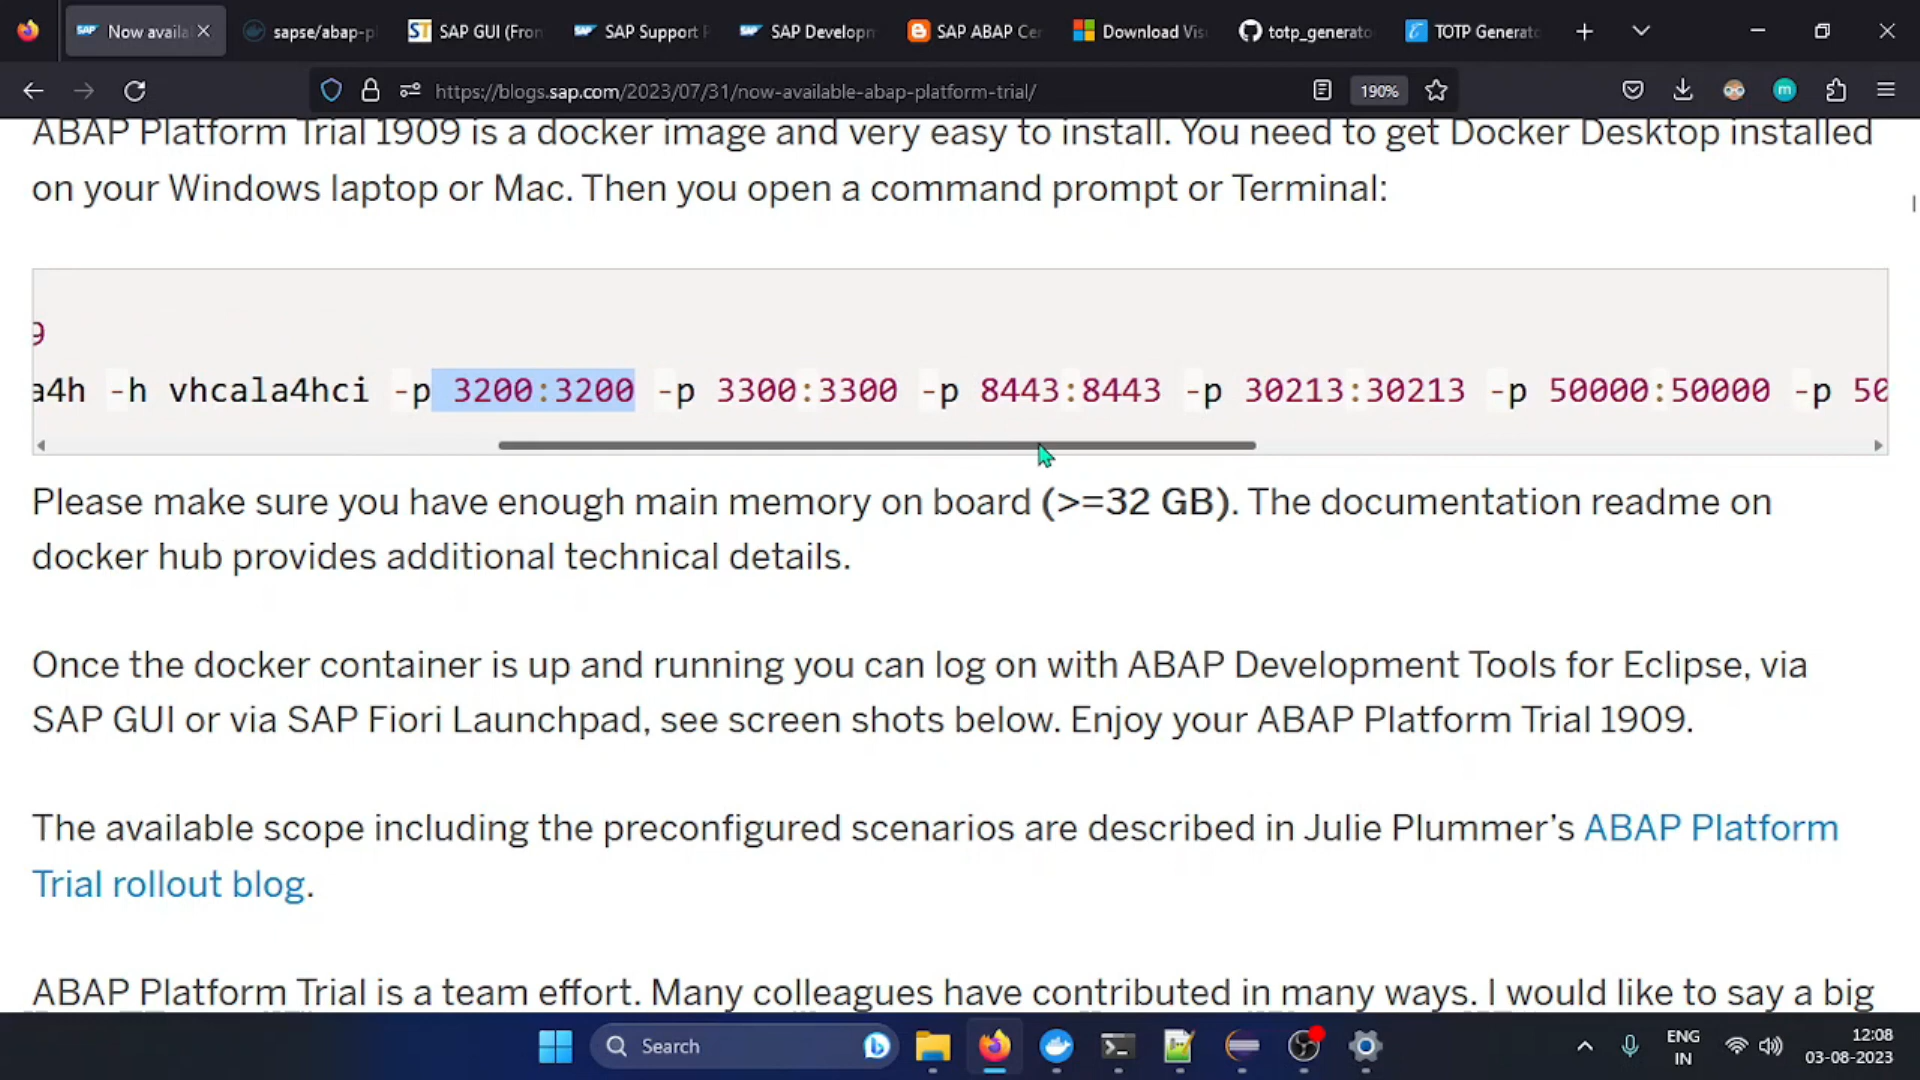 Now availa
sapse/abap-p
SAP GUI (Fron
SAP Support P
SAP Developm
SAP ABAP Cer
Download Vis
totp_generato
TOTP Generato
https://blogs.sap.com/2023/07/31/now-available-abap-platform-trial/
190%
ABAP Platform Trial 1909 is a docker image and very easy to install. You need to get Docker Desktop installed
on your Windows laptop or Mac. Then you open a command prompt or Terminal:
9
a4h -h vhcala4hci -p 3200:3200 -p 3300:3300 -p 8443:8443 -p 30213:30213 -p 50000:50000 -p 50
Please make sure you have enough main memory on board (>=32 GB). The documentation readme on
docker hub provides additional technical details.
Once the docker container is up and running you can log on with ABAP Development Tools for Eclipse, via
SAP GUI or via SAP Fiori Launchpad, see screen shots below. Enjoy your ABAP Platform Trial 1909.
The available scope including the preconfigured scenarios are described in Julie Plummer’s ABAP Platform
Trial rollout blog.
ABAP Platform Trial is a team effort. Many colleagues have contributed in many ways. I would like to say a big
Search
ENG
IN
12:08
03-08-2023